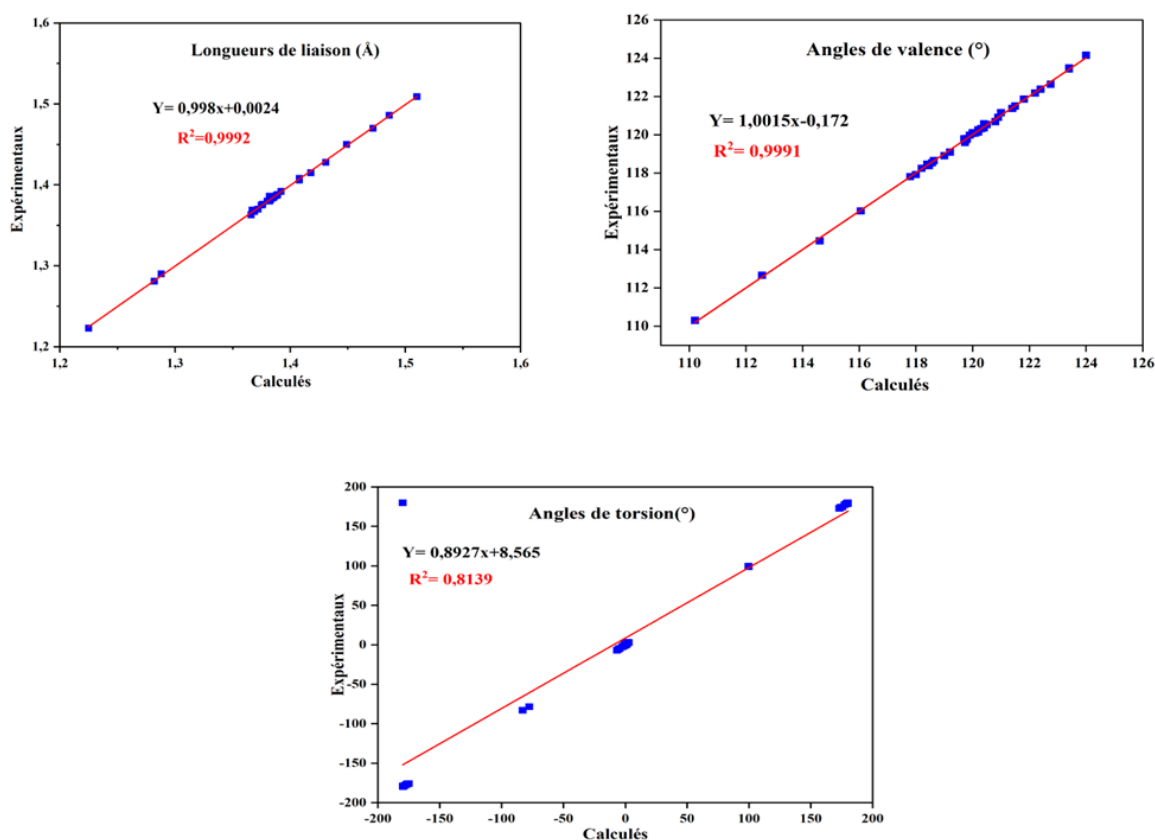 Longueurs de liaison (Å)
Y= 0,998x+0,0024
R²=0,9992
Expérimentaux
1,6
1,5
1,4
1,3
1,2
1,2 1,3 1,4 1,5 1,6
Calculés
Angles de valence (°)
Y= 1,0015x-0,172
R²= 0,9991
Expérimentaux
126
124
122
120
118
116
114
112
110
110 112 114 116 118 120 122 124 126
Calculés
Angles de torsion(°)
Y= 0,8927x+8,565
R²= 0,8139
Expérimentaux
200
150
100
50
0
-50
-100
-150
-200
-200 -150 -100 -50 0 50 100 150 200
Calculés